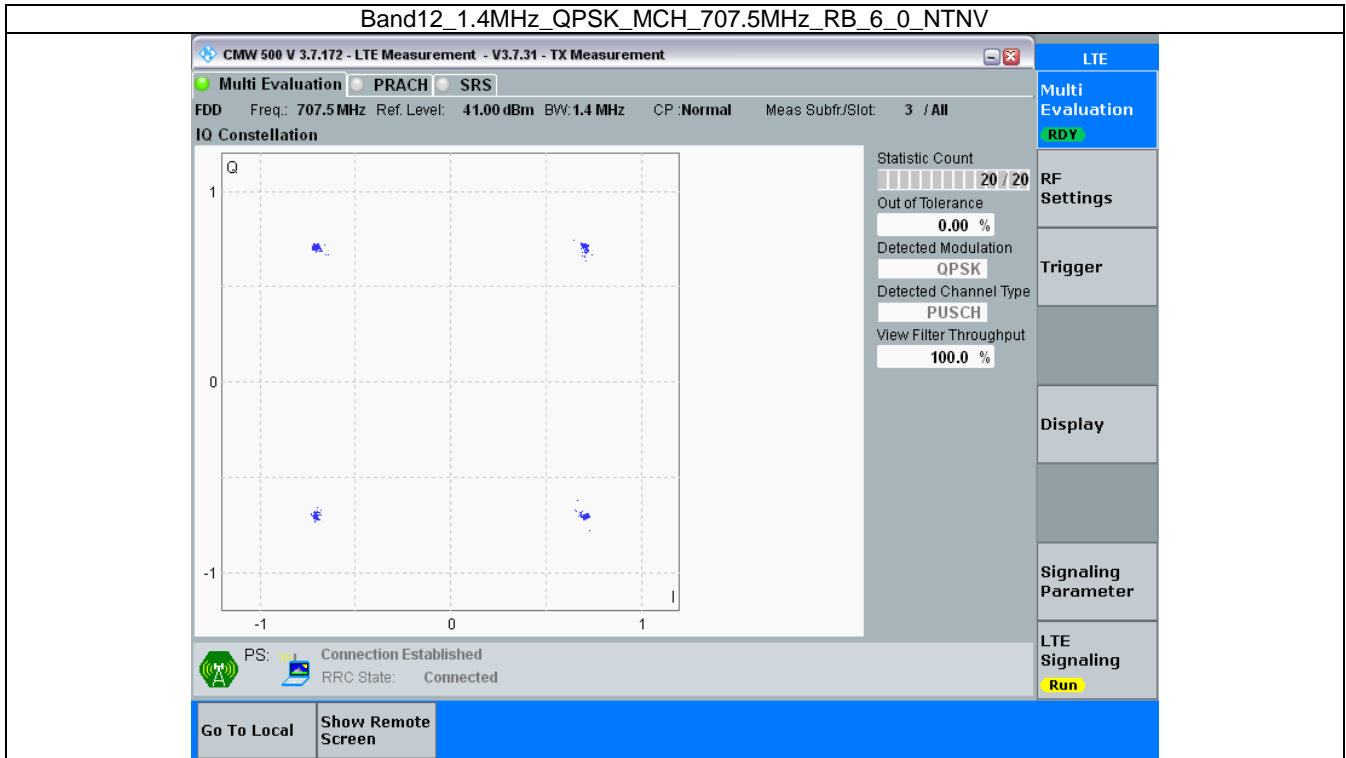 Band12_1.4MHz_QPSK_MCH_707.5MHz_RB_6_0_NTNV
CMW 500 V 3.7.172 - LTE Measurement - V3.7.31 - TX Measurement
LTE
Multi Evaluation PRACH SRS
FDD Freq.: 707.5 MHz Ref. Level: 41.00 dBm BW: 1.4 MHz CP :Normal Meas Subfr./Slot: 3 / All
IQ Constellation
Q
1
0
-1
I
-1 0 1
Statistic Count
20 / 20
Out of Tolerance
0.00 %
Detected Modulation
QPSK
Detected Channel Type
PUSCH
View Filter Throughput
100.0 %
Multi
Evaluation
RDY
RF
Settings
Trigger
Display
Signaling
Parameter
LTE
Signaling
Run
PS: Connection Established
RRC State: Connected
Go To Local
Show Remote
Screen